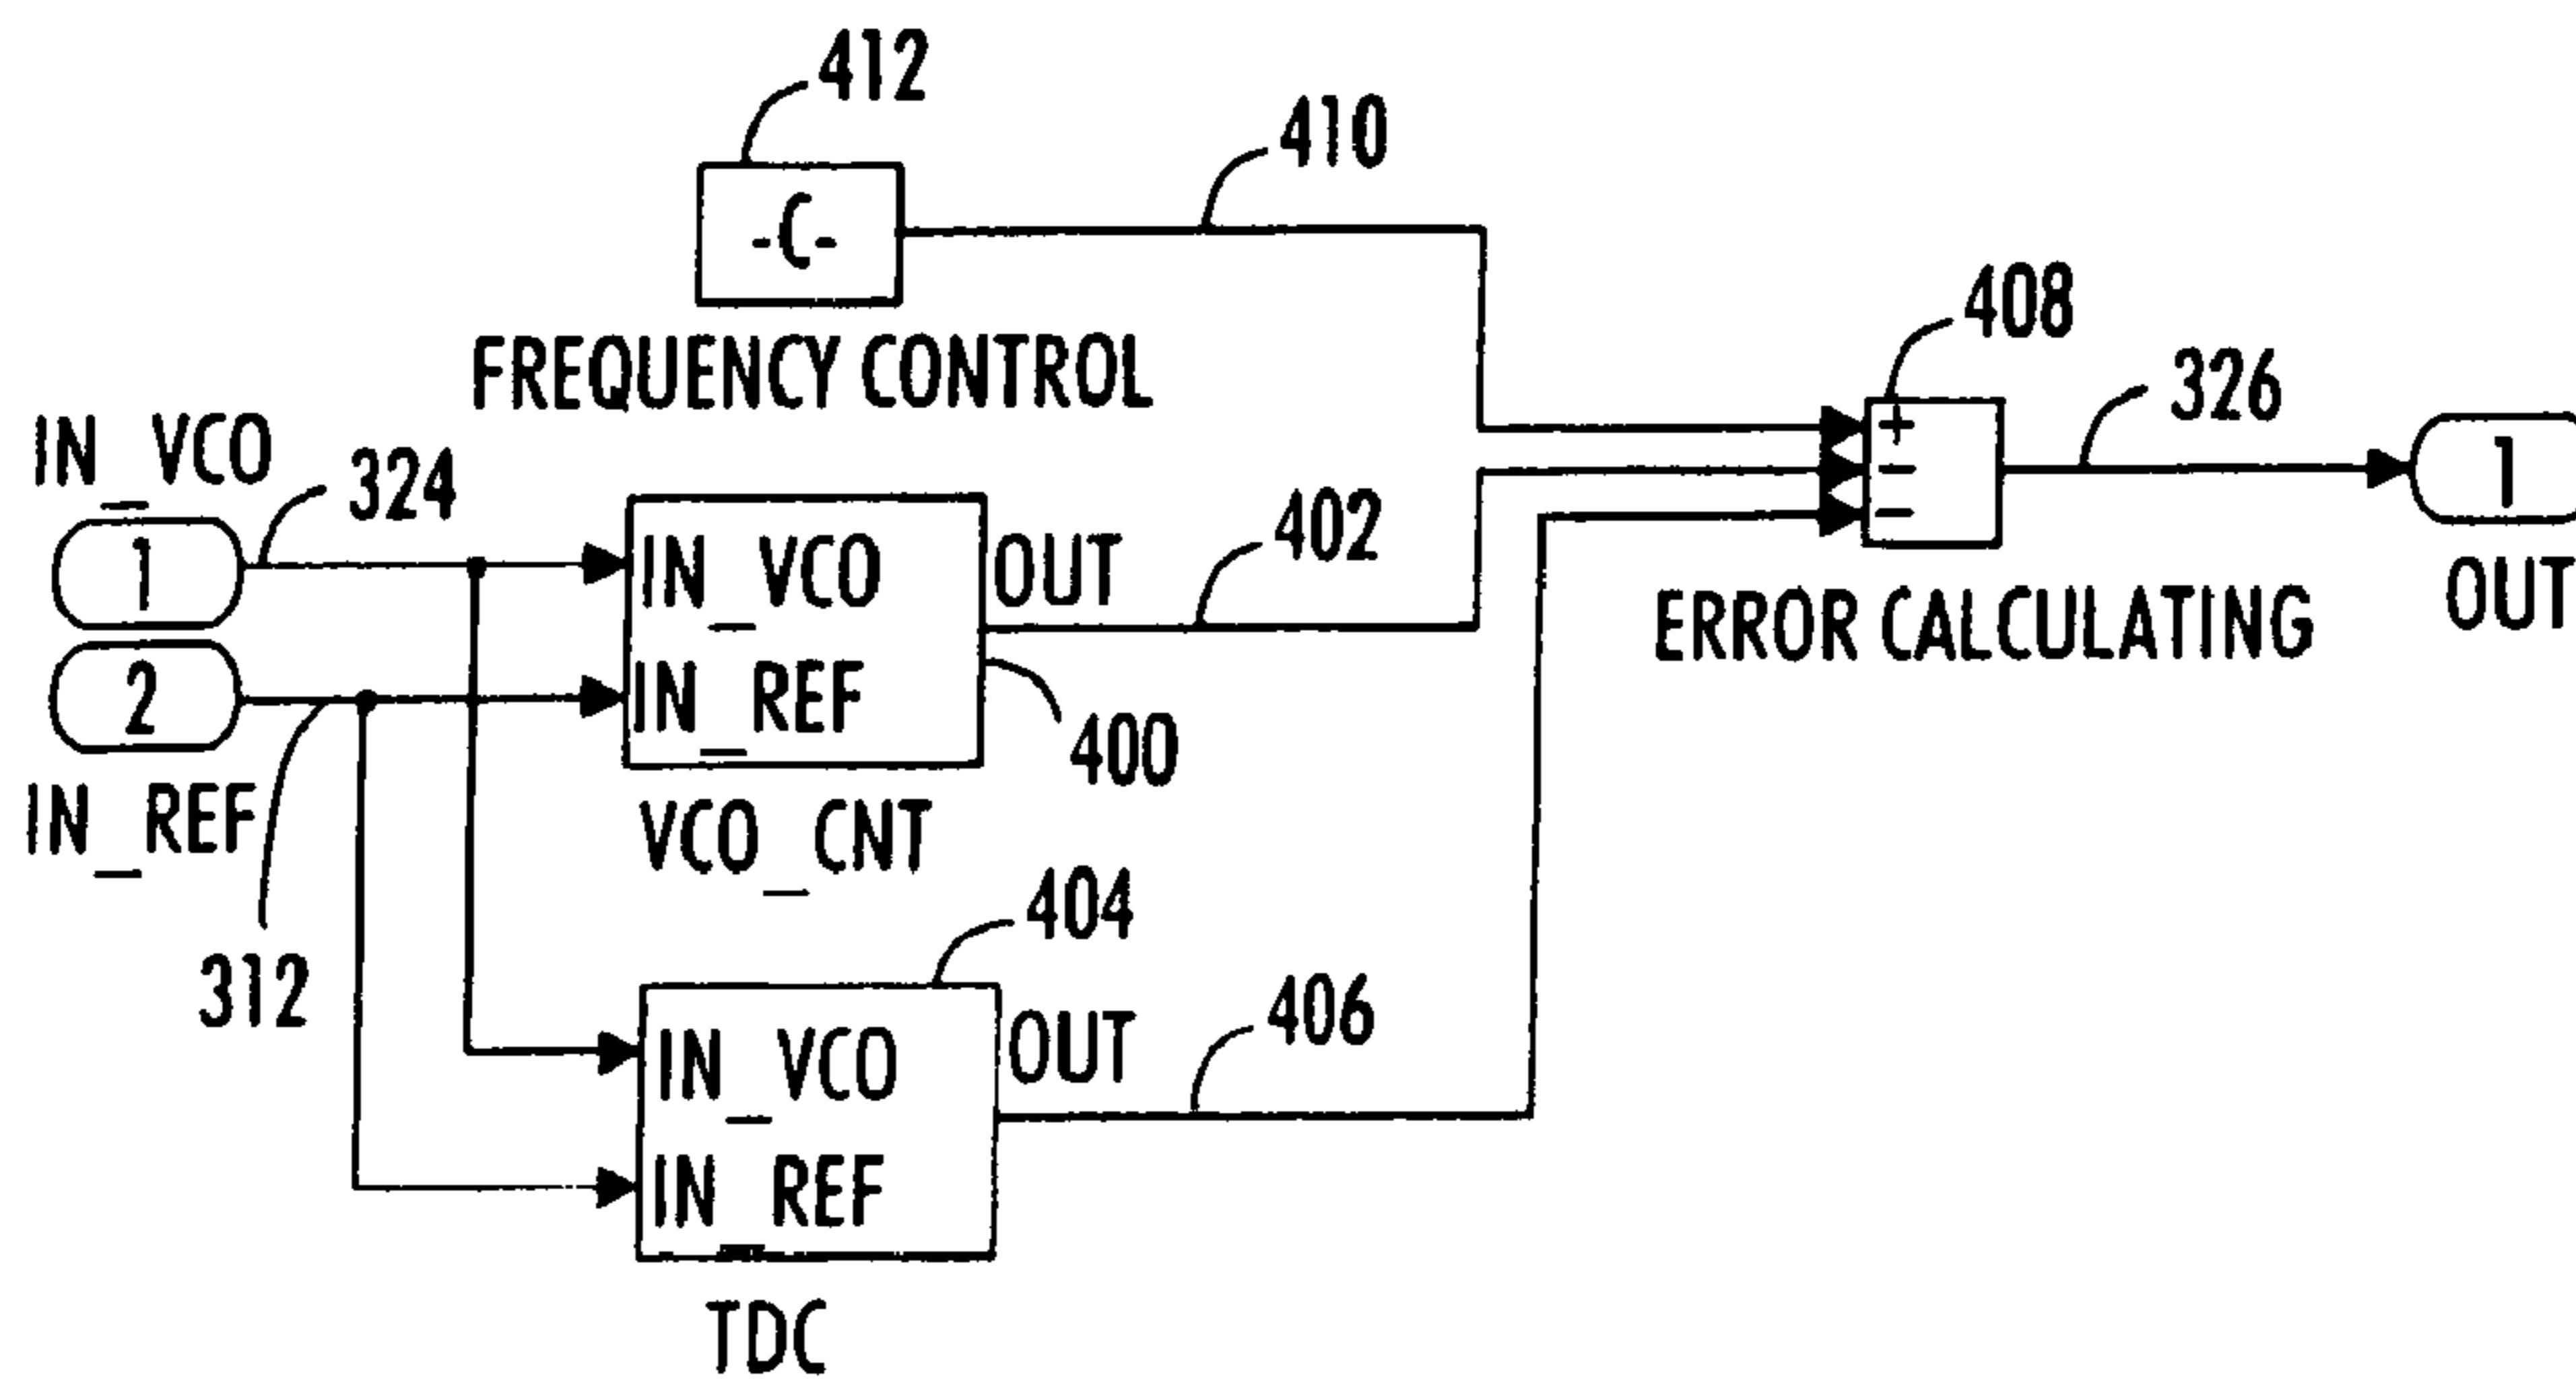 412
410
-C-
FREQUENCY CONTROL
408
326
IN_VCO
324
1
2
IN_REF
312
IN_VCO
IN_REF
OUT
402
400
VCO_CNT
404
IN_VCO
IN_REF
OUT
406
TDC
+
−
−
ERROR CALCULATING
1
OUT